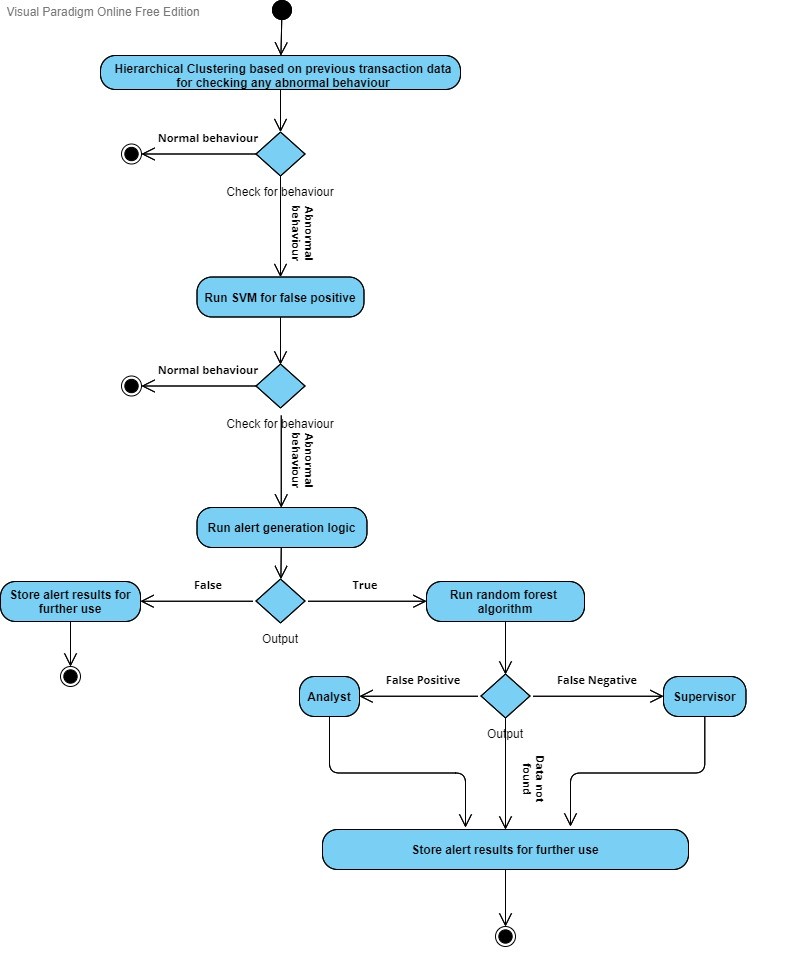 Visual Paradigm Online Free Edition
Hierarchical Clustering based on previous transaction data
for checking any abnormal behaviour
Normal behaviour
Check for behaviour
Abnormal
behaviour
Run SVM for false positive
Normal behaviour
Check for behaviour
Abnormal
behaviour
Run alert generation logic
False
True
Store alert results for
further use
Run random forest
algorithm
Output
False Positive
False Negative
Analyst
Supervisor
Output
Data not
found
Store alert results for further use